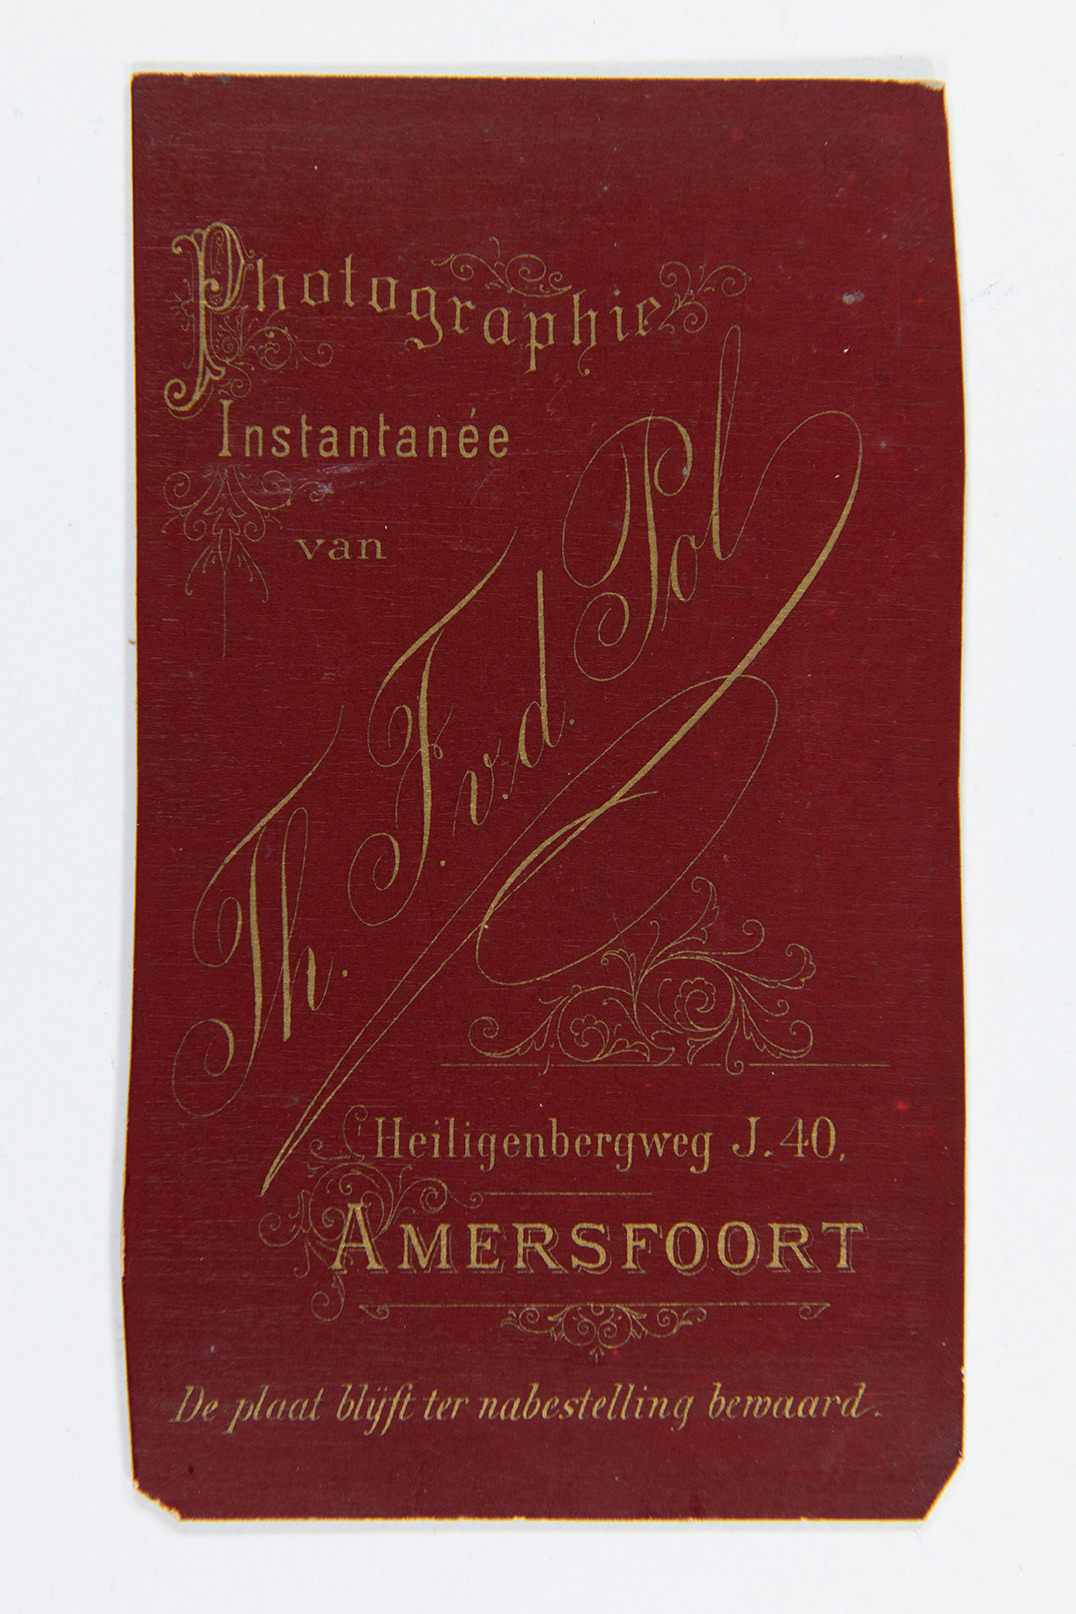 Photographie
Instantanée
van
Th. F. v. d. Pol
Heiligenbergweg J. 40.
AMERSFOORT
De plaat blijft ter nabestelling bewaard.